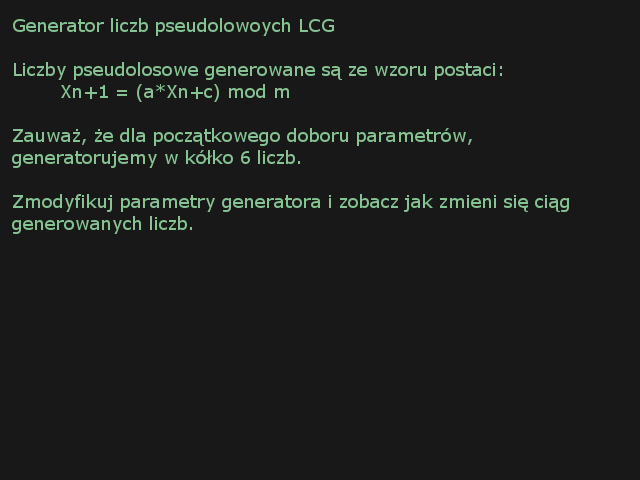 Generator liczb pseudolowoych LCG
Liczby pseudolosowe generowane są ze wzoru postaci:
Xn+1 = (a*Xn+c) mod m
Zauważ, że dla początkowego doboru parametrów,
generatorujemy w kółko 6 liczb.
Zmodyfikuj parametry generatora i zobacz jak zmieni się ciąg
generowanych liczb.